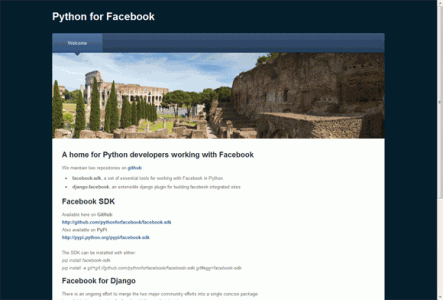 Python for Facebook
Welcome
A home for Python developers working with Facebook
We maintain two repositories on github
facebook-sdk, a set of essential tools for working with Facebook in Python
django-facebook, an extensible django plugin for building facebook integrated sites
Facebook SDK
Available here on GitHub
http://github.com/pythonforfacebook/facebook-sdk
Also available on PyPI
http://pypi.python.org/pypi/facebook-sdk
The SDK can be installed with either:
pip install facebook-sdk
pip install -e git+git://github.com/pythonforfacebook/facebook-sdk.git#egg=facebook-sdk
Facebook for Django
There is an ongoing effort to merge the two major community efforts into a single concise package